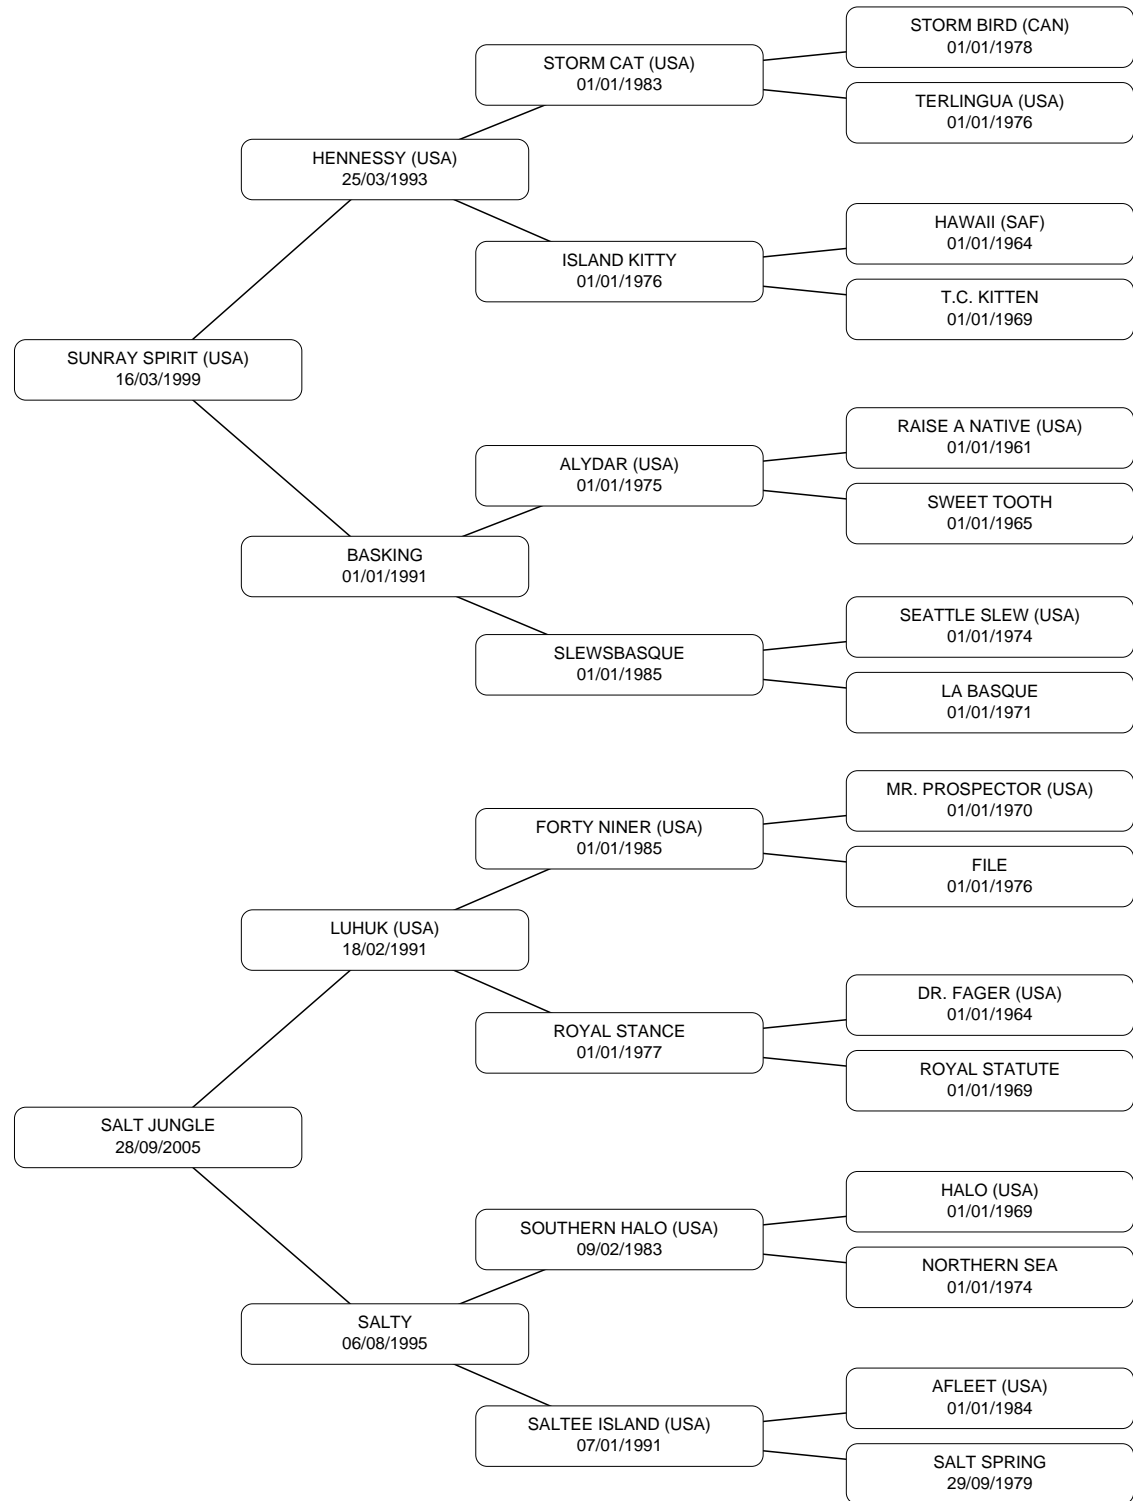 STORM BIRD (CAN)
01/01/1978
STORM CAT (USA)
01/01/1983
TERLINGUA (USA)
01/01/1976
HENNESSY (USA)
25/03/1993
HAWAII (SAF)
01/01/1964
ISLAND KITTY
01/01/1976
T.C. KITTEN
01/01/1969
SUNRAY SPIRIT (USA)
16/03/1999
RAISE A NATIVE (USA)
01/01/1961
ALYDAR (USA)
01/01/1975
SWEET TOOTH
01/01/1965
BASKING
01/01/1991
SEATTLE SLEW (USA)
01/01/1974
SLEWSBASQUE
01/01/1985
LA BASQUE
01/01/1971
MR. PROSPECTOR (USA)
01/01/1970
FORTY NINER (USA)
01/01/1985
FILE
01/01/1976
LUHUK (USA)
18/02/1991
DR. FAGER (USA)
01/01/1964
ROYAL STANCE
01/01/1977
ROYAL STATUTE
01/01/1969
SALT JUNGLE
28/09/2005
HALO (USA)
01/01/1969
SOUTHERN HALO (USA)
09/02/1983
NORTHERN SEA
01/01/1974
SALTY
06/08/1995
AFLEET (USA)
01/01/1984
SALTEE ISLAND (USA)
07/01/1991
SALT SPRING
29/09/1979